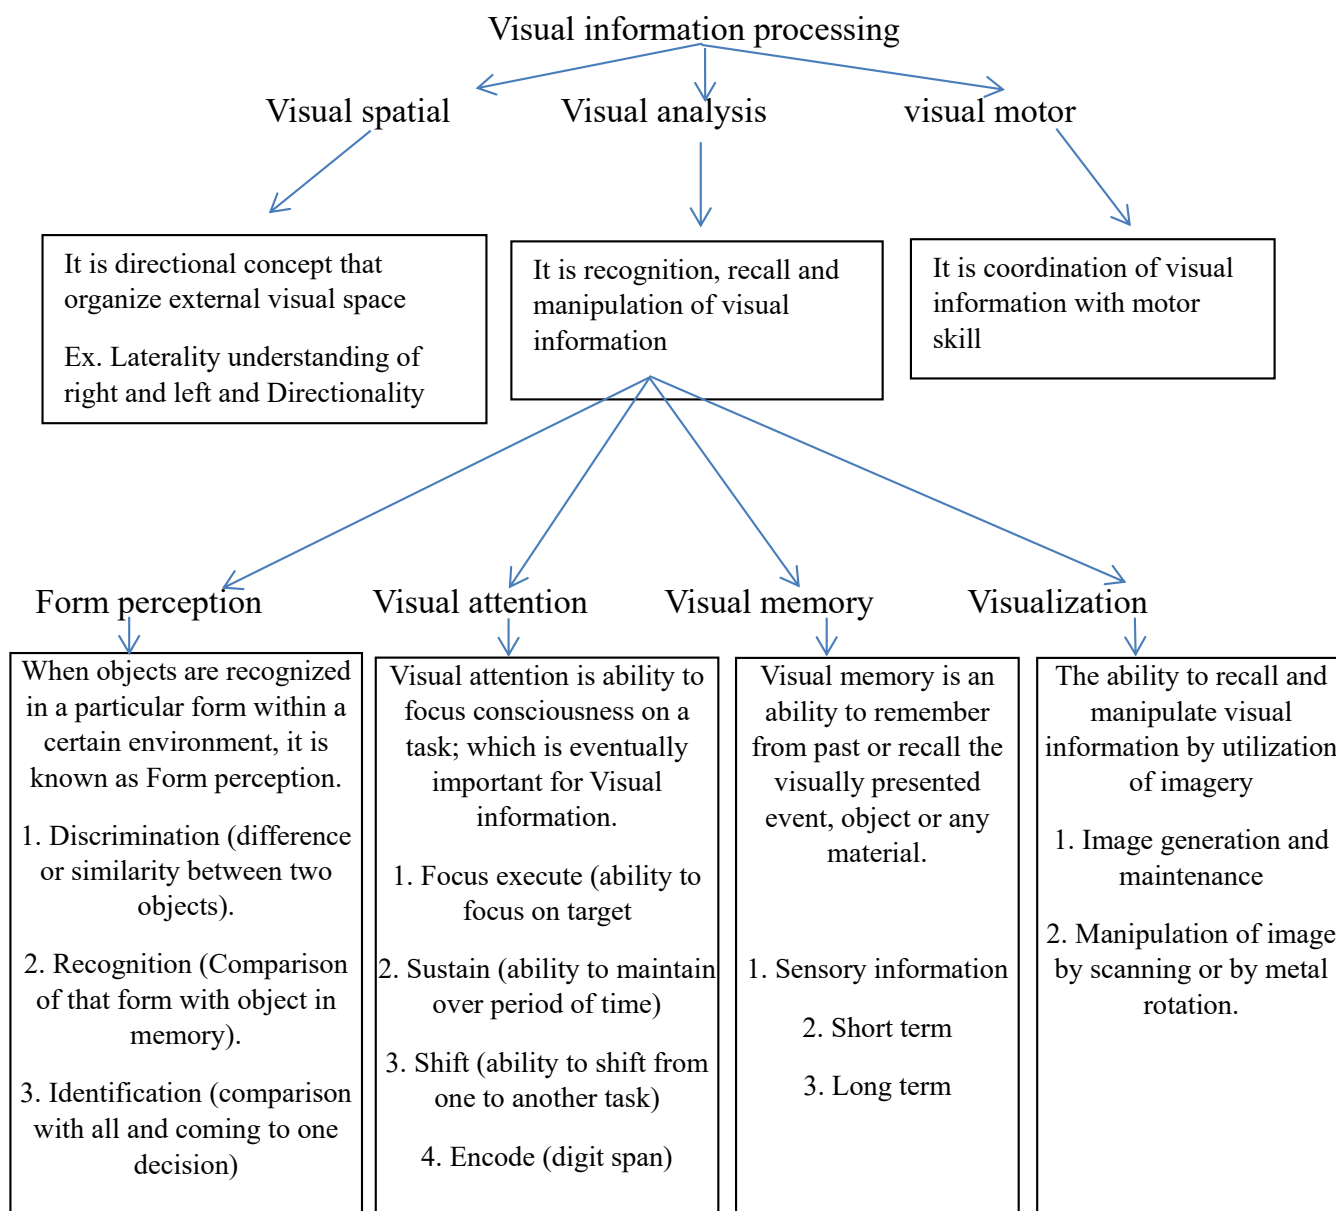 Visual information processing
Visual spatial
Visual analysis
visual motor
It is directional concept that
organize external visual space
Ex. Laterality understanding of
right and left and Directionality
It is recognition, recall and
manipulation of visual
information
It is coordination of visual
information with motor
skill
Form perception
Visual attention
Visual memory
Visualization
When objects are recognized
in a particular form within a
certain environment, it is
known as Form perception.
1. Discrimination (difference
or similarity between two
objects).
2. Recognition (Comparison
of that form with object in
memory).
3. Identification (comparison
with all and coming to one
decision)
Visual attention is ability to
focus consciousness on a
task; which is eventually
important for Visual
information.
1. Focus execute (ability to
focus on target
2. Sustain (ability to maintain
over period of time)
3. Shift (ability to shift from
one to another task)
4. Encode (digit span)
Visual memory is an
ability to remember
from past or recall the
visually presented
event, object or any
material.
1. Sensory information
2. Short term
3. Long term
The ability to recall and
manipulate visual
information by utilization
of imagery
1. Image generation and
maintenance
2. Manipulation of image
by scanning or by metal
rotation.